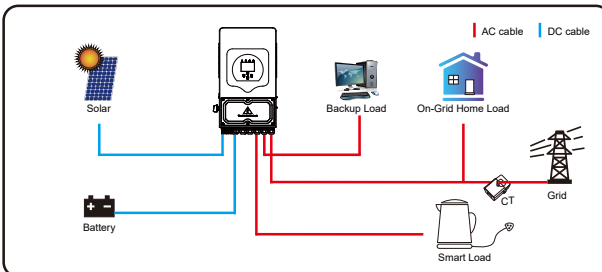 AC cable
DC cable
Solar
Backup Load
On-Grid Home Load
Battery
CT
Grid
Smart Load